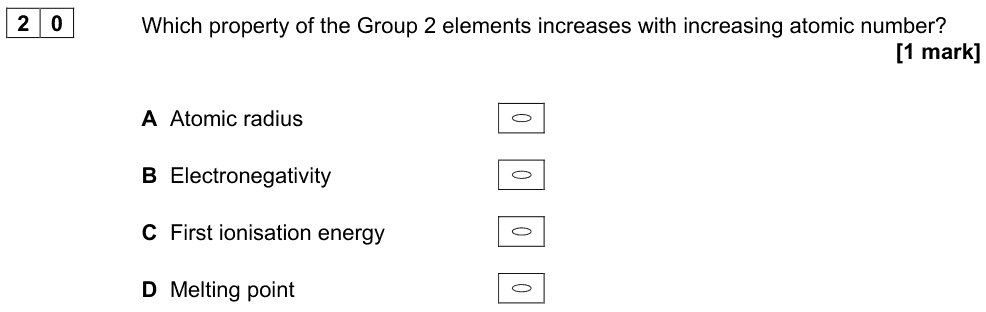 2 0 Which property of the Group 2 elements increases with increasing atomic number?
[1 mark]
A Atomic radius
B Electronegativity
C First ionisation energy
D Melting point